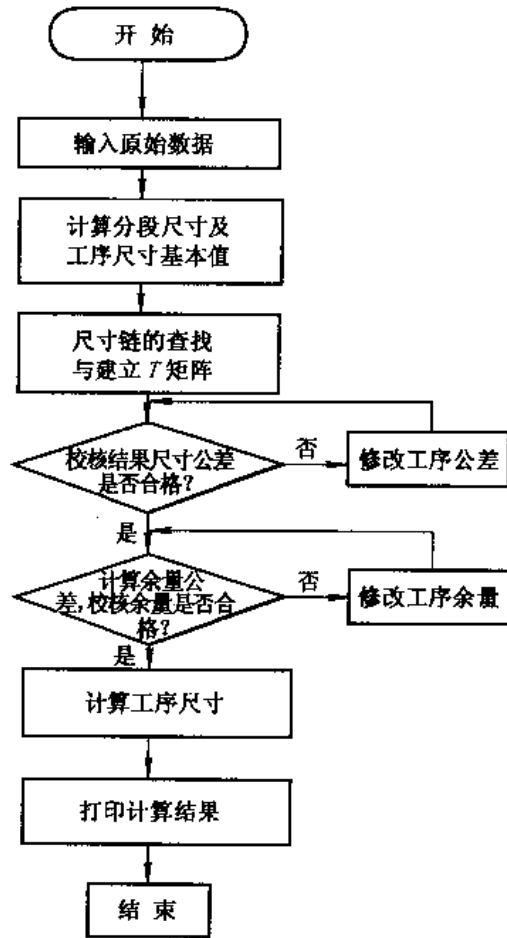 开 始
输入原始数据
计算分段尺寸及
工序尺寸基本值
尺寸链的查找
与建立 T 矩阵
校核结果尺寸公差
是否合格?
否
修改工序公差
是
计算余量公
差,校核余量是否合
格?
否
修改工序余量
是
计算工序尺寸
打印计算结果
结 束